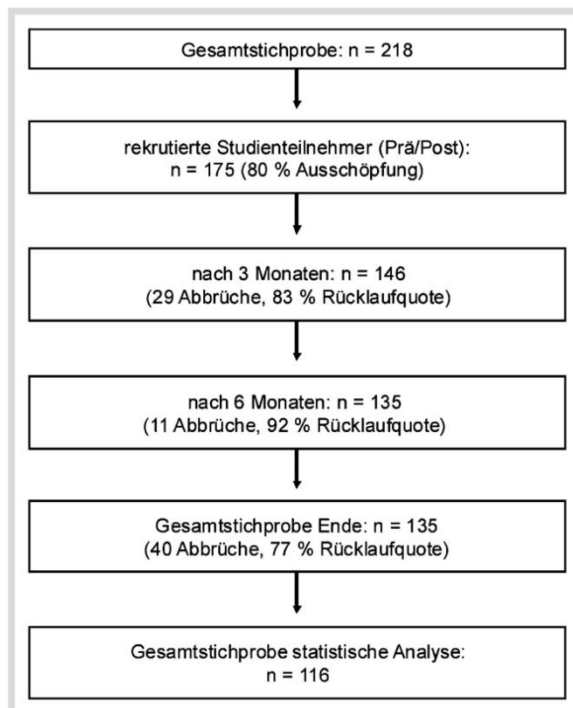 Gesamtstichprobe: n = 218
rekrutierte Studienteilnehmer (Prä/Post):
n = 175 (80 % Ausschöpfung)
nach 3 Monaten: n = 146
(29 Abbrüche, 83 % Rücklaufquote)
nach 6 Monaten: n = 135
(11 Abbrüche, 92 % Rücklaufquote)
Gesamtstichprobe Ende: n = 135
(40 Abbrüche, 77 % Rücklaufquote)
Gesamtstichprobe statistische Analyse:
n = 116